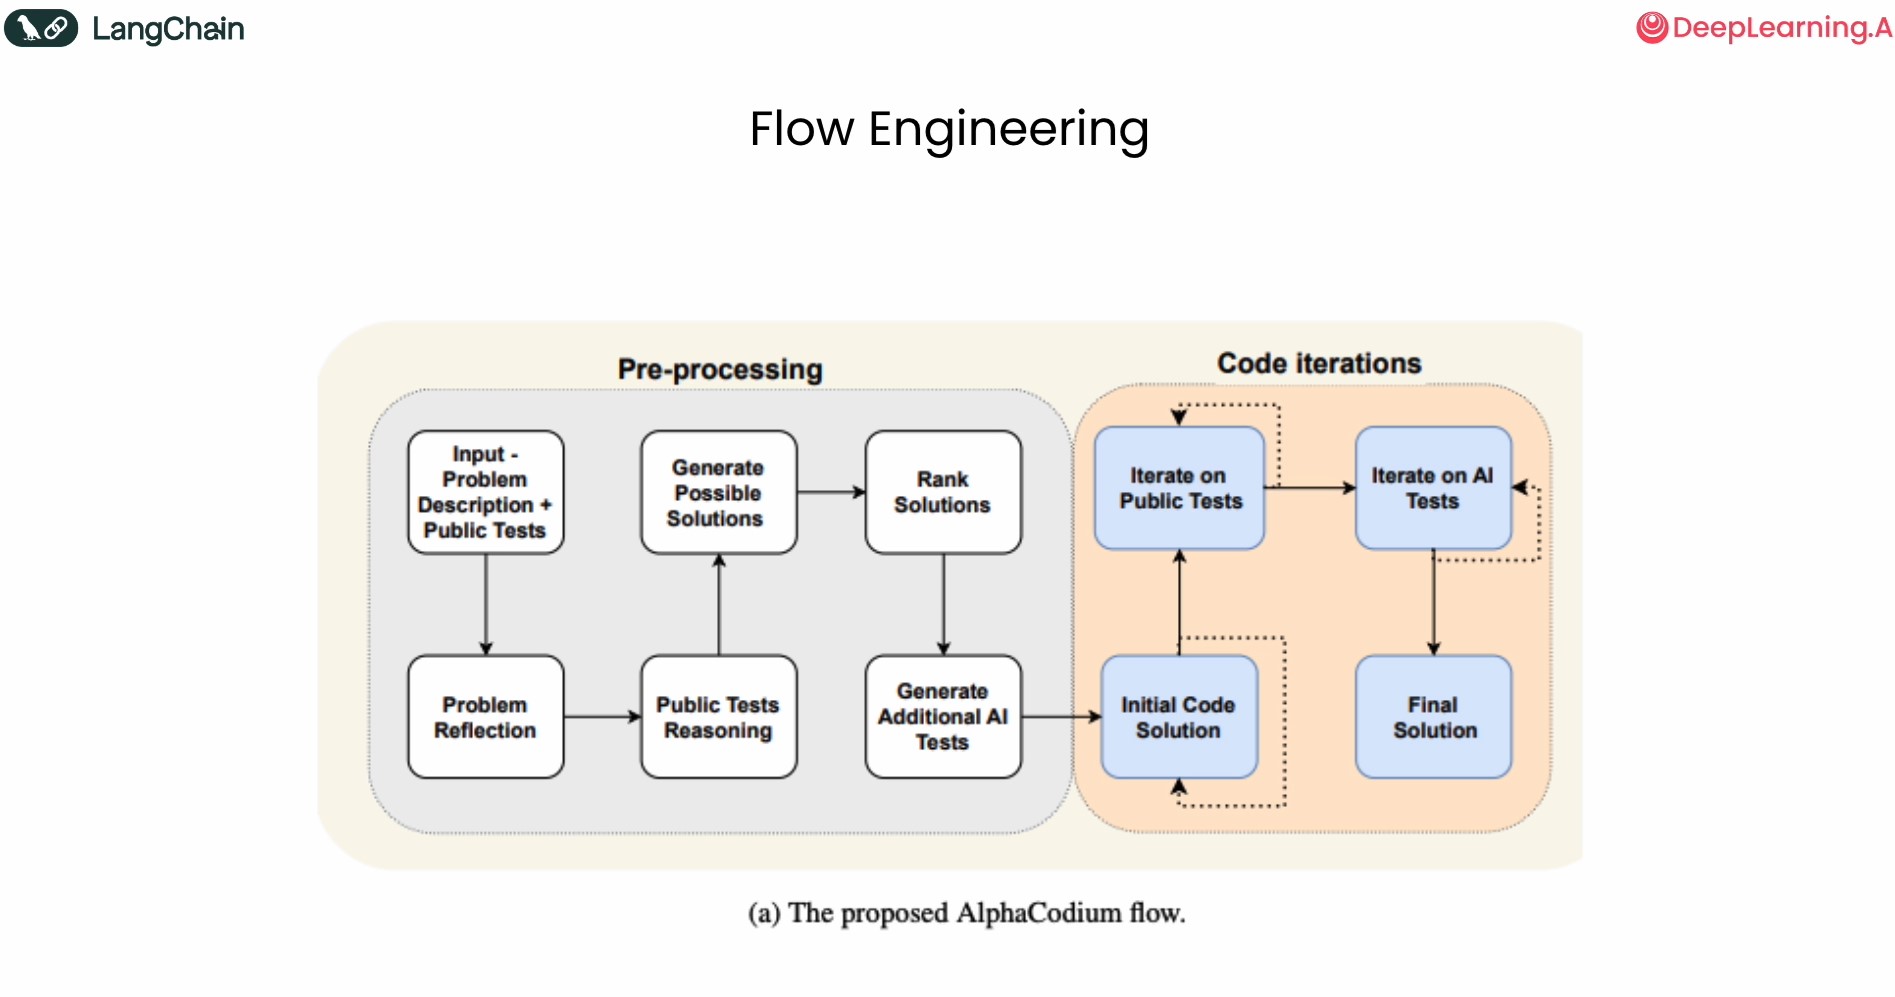 LangChain
DeepLearning.A
Flow Engineering
Pre-processing
Code iterations
Input -
Problem
Description +
Public Tests
Generate
Possible
Solutions
Rank
Solutions
Iterate on
Public Tests
Iterate on AI
Tests
Problem
Reflection
Public Tests
Reasoning
Generate
Additional AI
Tests
Initial Code
Solution
Final
Solution
(a) The proposed AlphaCodium flow.